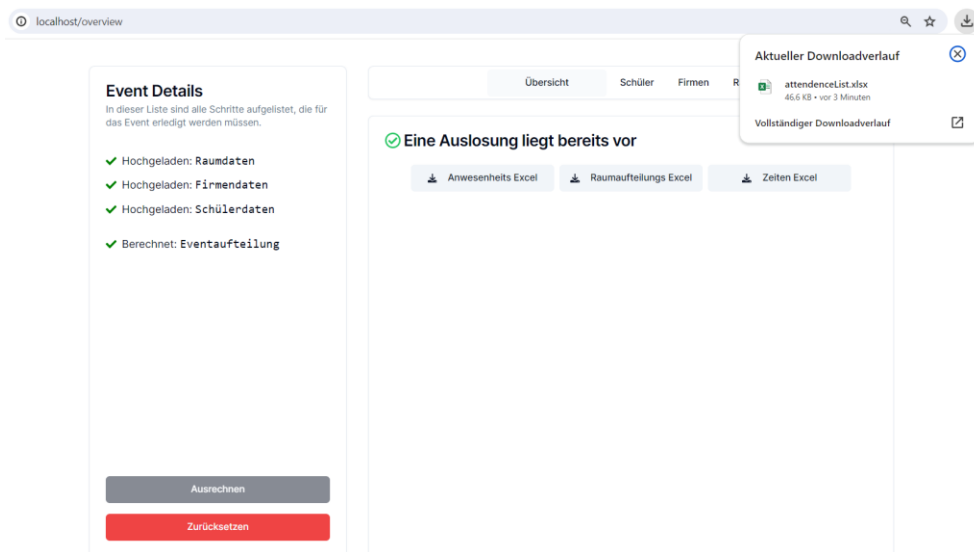 localhost/overview
Aktueller Downloadverlauf
attendenceList.xlsx
46,6 KB • vor 3 Minuten
Vollständiger Downloadverlauf
Event Details
In dieser Liste sind alle Schritte aufgelistet, die für
das Event erledigt werden müssen.
Hochgeladen: Raumdaten
Hochgeladen: Firmendaten
Hochgeladen: Schülerdaten
Berechnet: Eventaufteilung
Ausrechnen
Zurücksetzen
Übersicht Schüler Firmen R
Eine Auslosung liegt bereits vor
Anwesenheits Excel Raumaufteilungs Excel Zeiten Excel